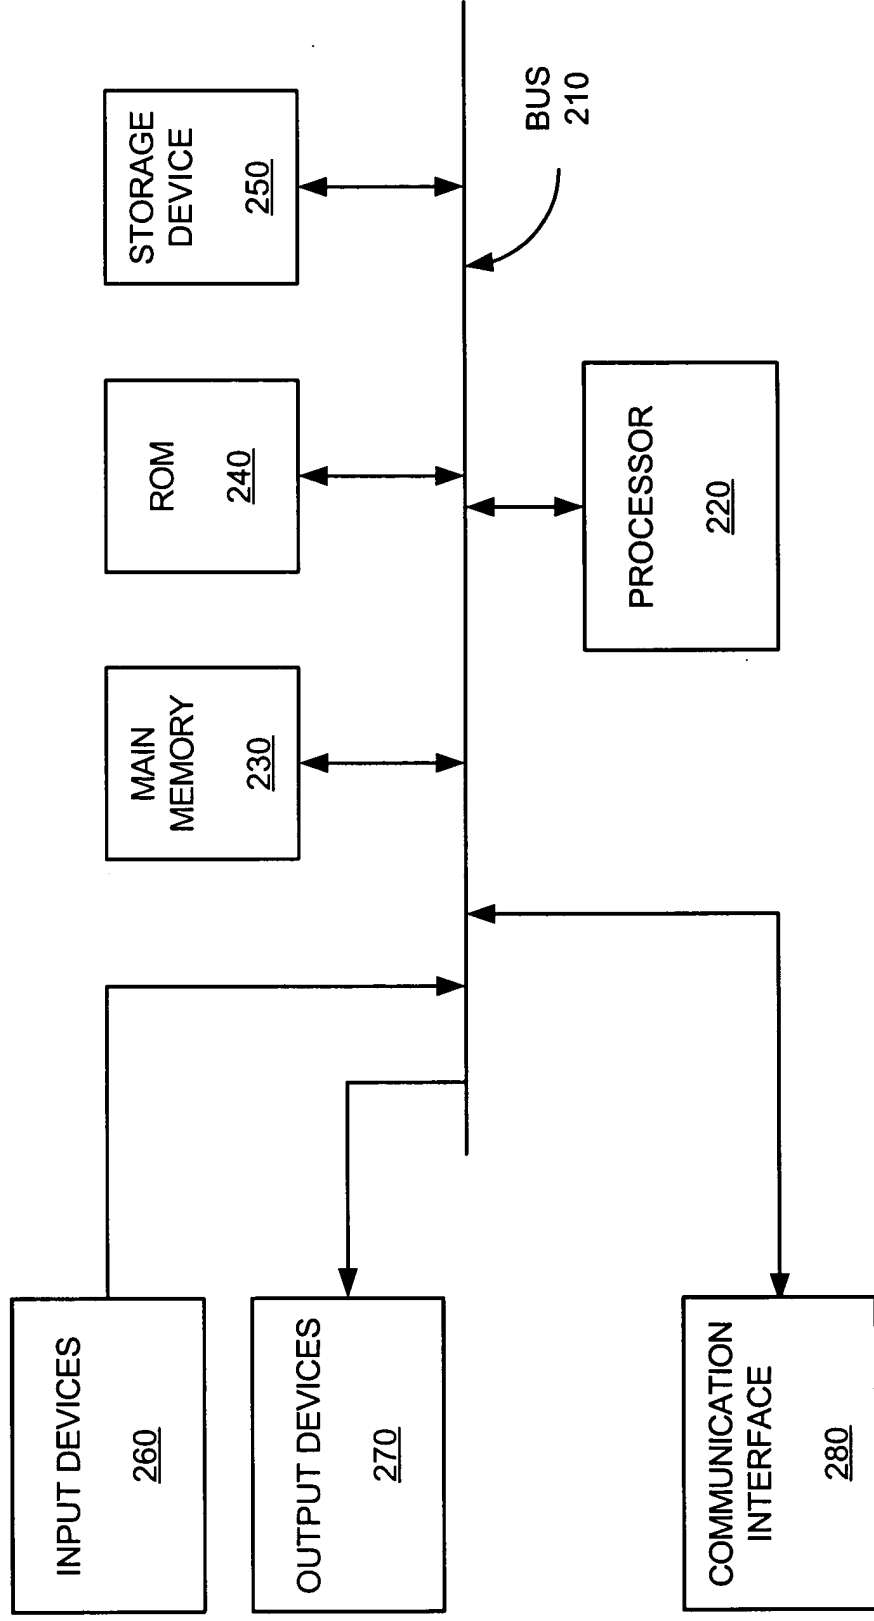 INPUT DEVICES
260
OUTPUT DEVICES
270
COMMUNICATION
INTERFACE
280
MAIN
MEMORY
230
ROM
240
STORAGE
DEVICE
250
PROCESSOR
220
BUS
210